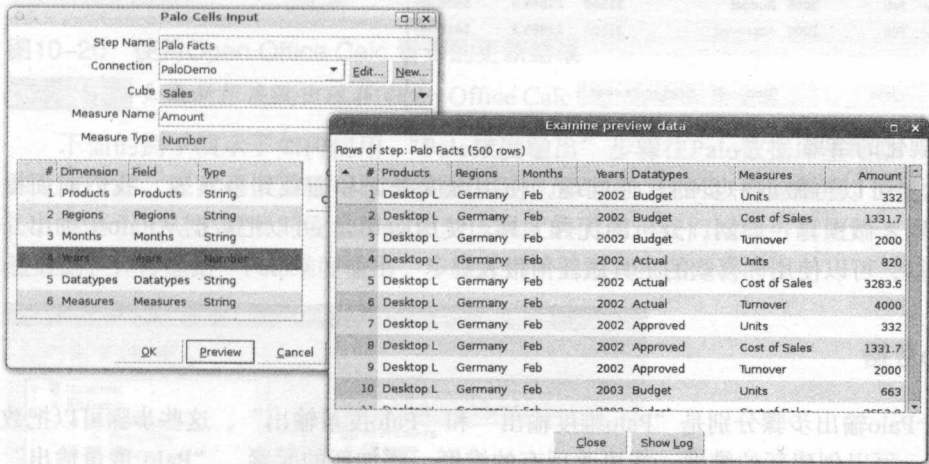 Palo Cells Input
Step Name Palo Facts
Connection PaloDemo Edit... New...
Cube Sales
Measure Name Amount
Measure Type Number
# Dimension Field Type
1 Products Products String
2 Regions Regions String
3 Months Months String
4 Years Years Number
5 Datatypes Datatypes String
6 Measures Measures String
OK Preview Cancel
Examine preview data
Rows of step: Palo Facts (500 rows)
# Products Regions Months Years Datatypes Measures Amount
1 Desktop L Germany Feb 2002 Budget Units 332
2 Desktop L Germany Feb 2002 Budget Cost of Sales 1331.7
3 Desktop L Germany Feb 2002 Budget Turnover 2000
4 Desktop L Germany Feb 2002 Actual Units 820
5 Desktop L Germany Feb 2002 Actual Cost of Sales 3283.6
6 Desktop L Germany Feb 2002 Actual Turnover 4000
7 Desktop L Germany Feb 2002 Approved Units 332
8 Desktop L Germany Feb 2002 Approved Cost of Sales 1331.7
9 Desktop L Germany Feb 2002 Approved Turnover 2000
10 Desktop L Germany Feb 2003 Budget Units 663
Close Show Log